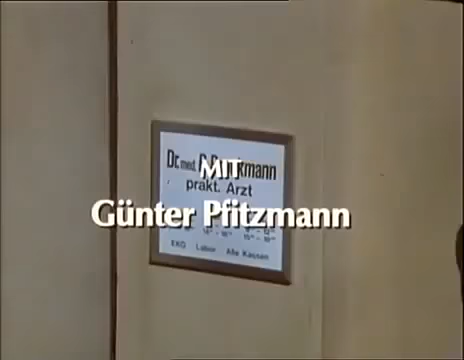 Dr. med.
MIT
prakt. Arzt
Günter Pfitzmann
EKG Labor Alle Kassen